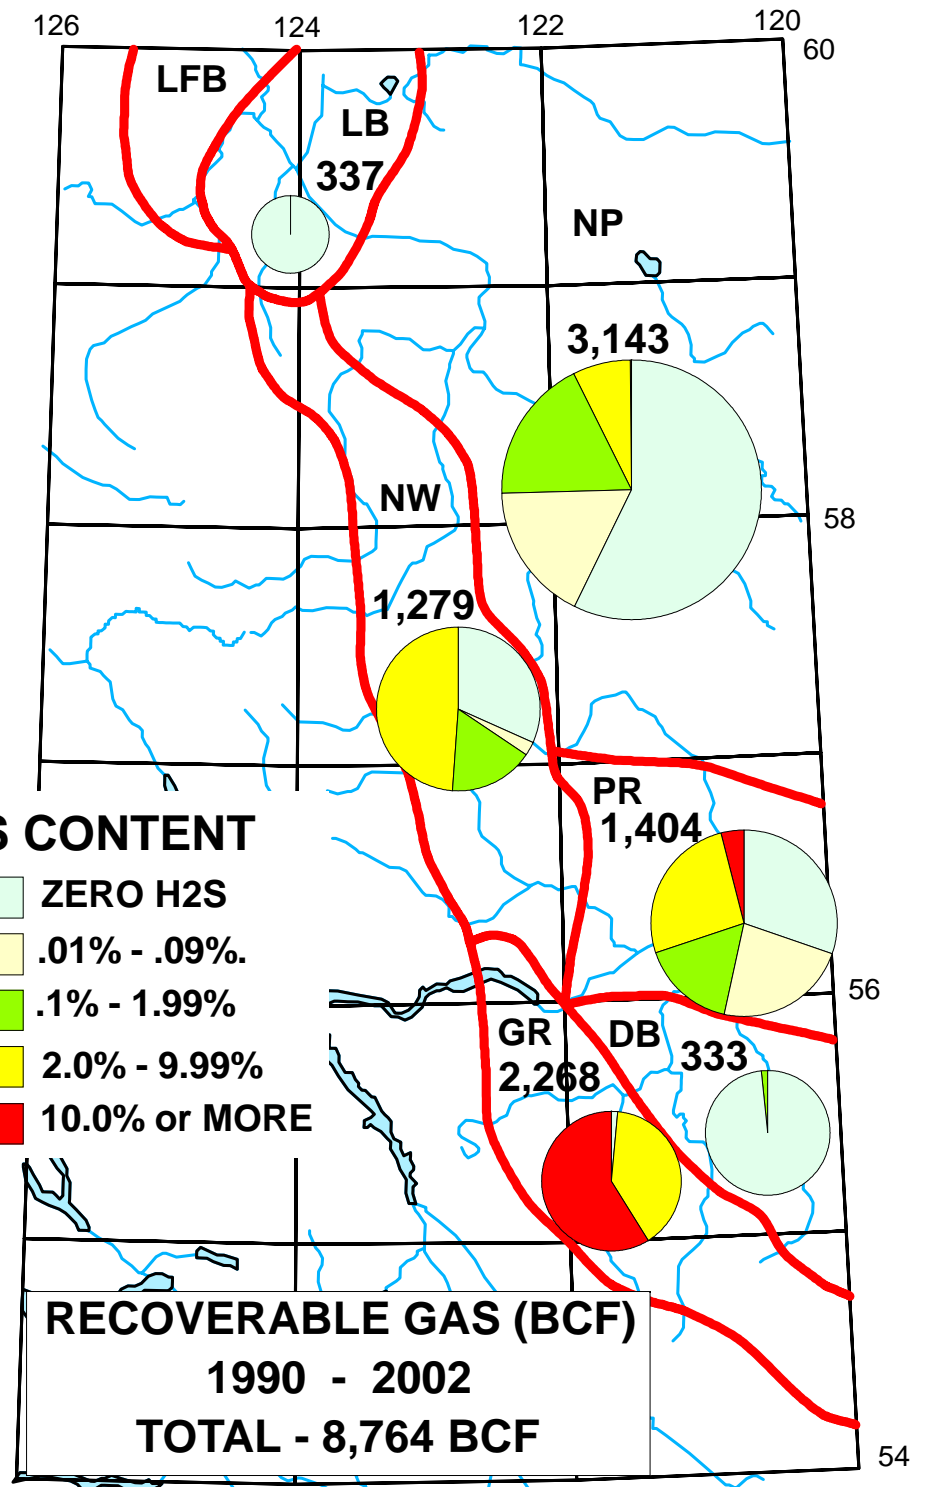 126 124 122 120
60
LFB
LB
337
NP
3,143
NW
58
1,279
PR
1,404
S CONTENT
ZERO H2S
.01% - .09%.
.1% - 1.99%
2.0% - 9.99%
10.0% or MORE
56
GR
2,268
DB
333
RECOVERABLE GAS (BCF)
1990 - 2002
TOTAL - 8,764 BCF
54